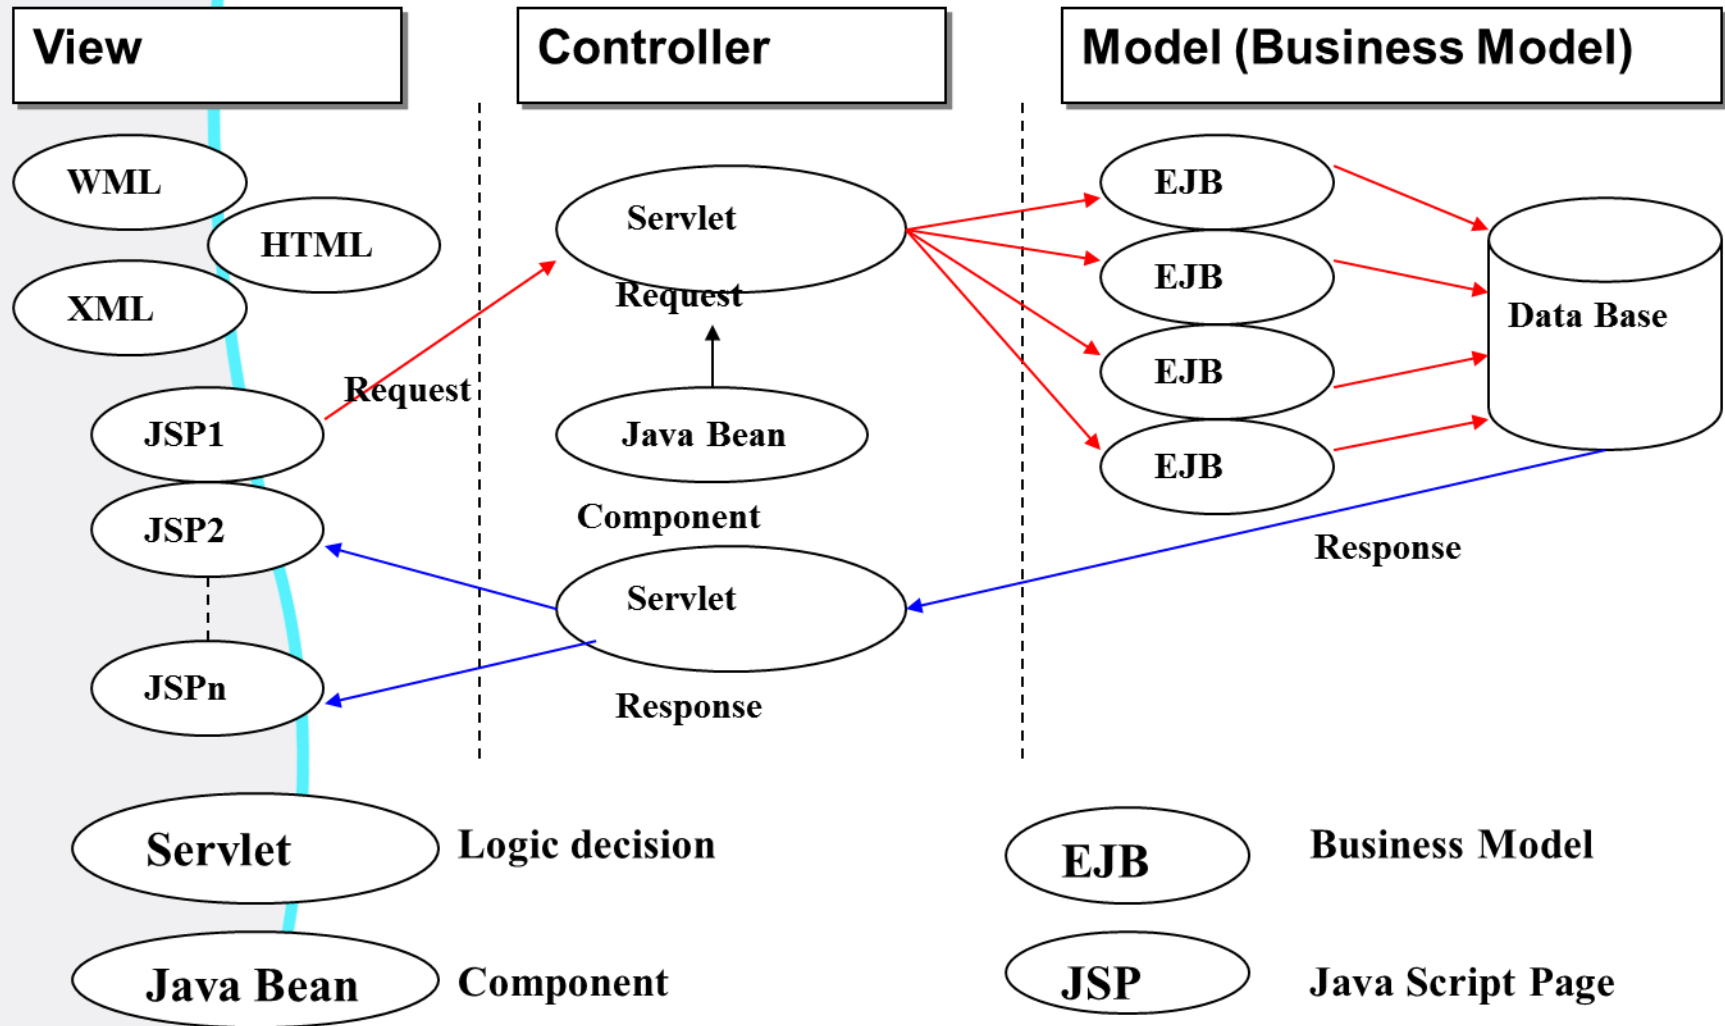 View
Controller
Model (Business Model)
WML
HTML
XML
JSP1
JSP2
JSPn
Request
Servlet
Request
Java Bean
Component
Servlet
Response
EJB
EJB
EJB
EJB
Data Base
Response
Servlet
Logic decision
EJB
Business Model
Java Bean
Component
JSP
Java Script Page